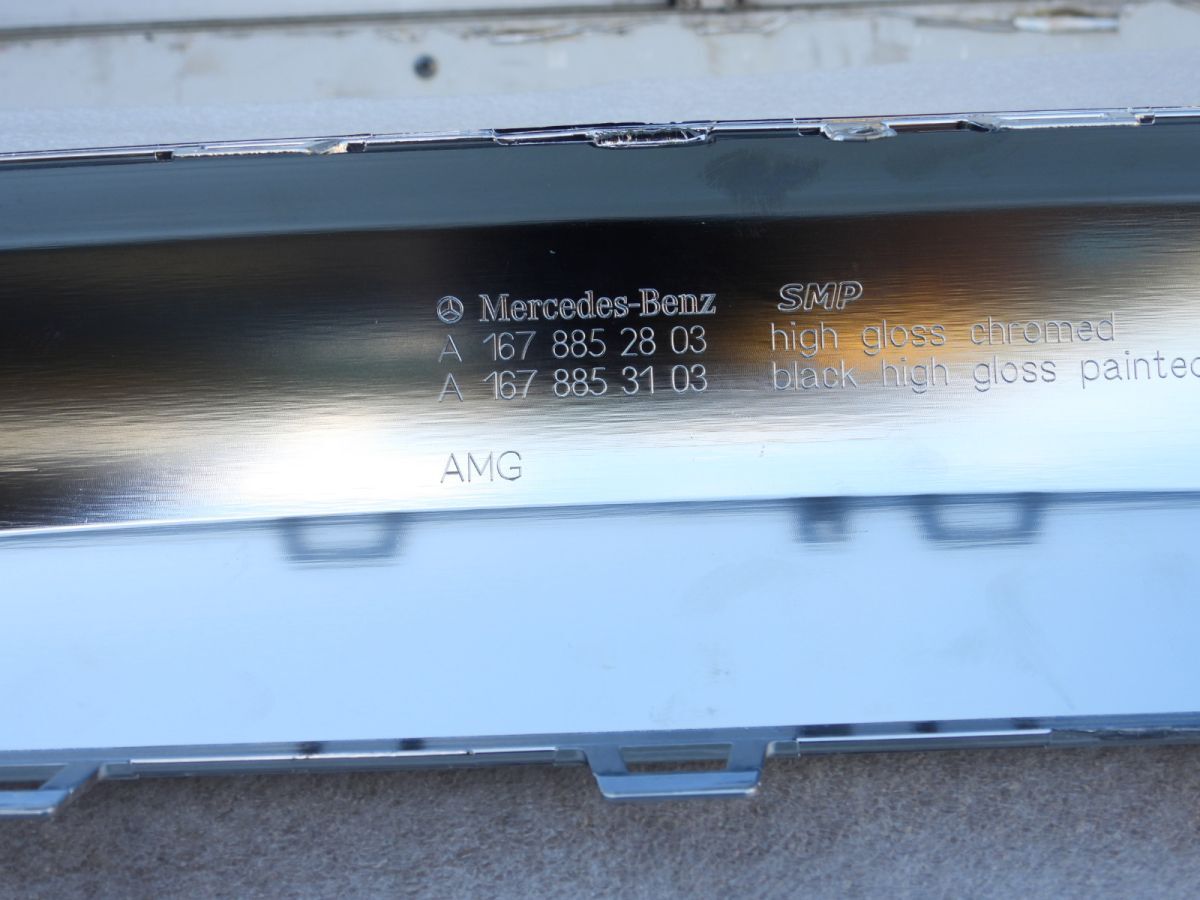 Mercedes-Benz SMP
A 167 885 28 03 high gloss chromed
A 167 885 31 03 black high gloss painted
AMG